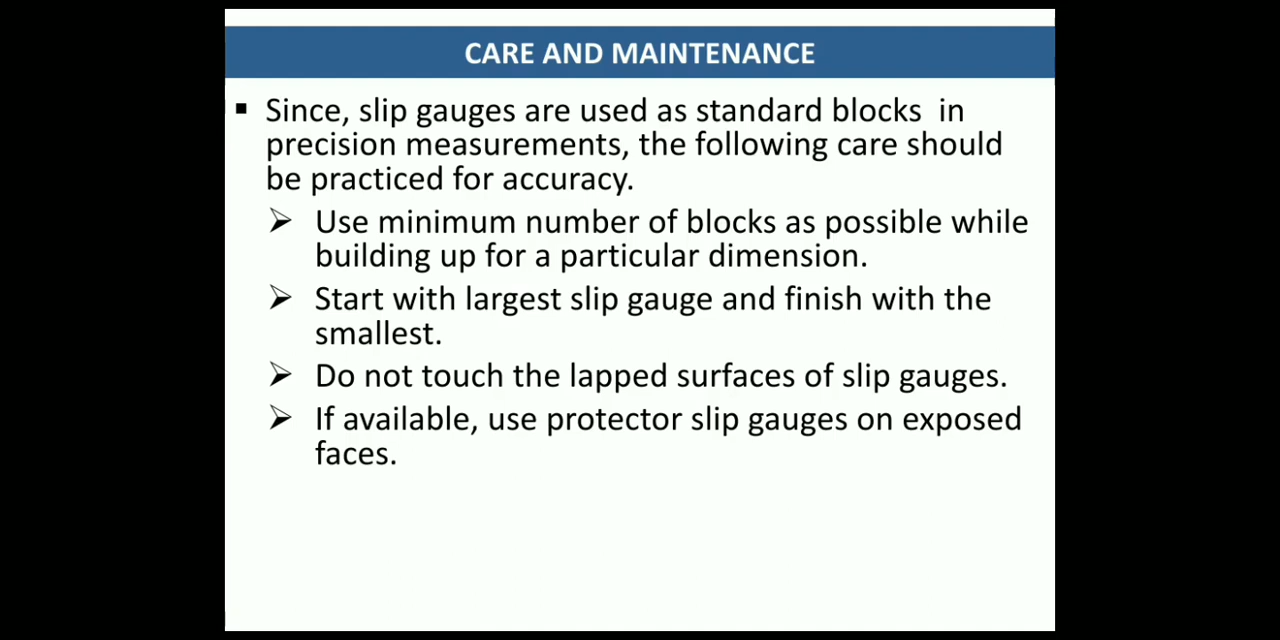 CARE AND MAINTENANCE
▪ Since, slip gauges are used as standard blocks in
precision measurements, the following care should
be practiced for accuracy.
➢ Use minimum number of blocks as possible while
building up for a particular dimension.
➢ Start with largest slip gauge and finish with the
smallest.
➢ Do not touch the lapped surfaces of slip gauges.
➢ If available, use protector slip gauges on exposed
faces.